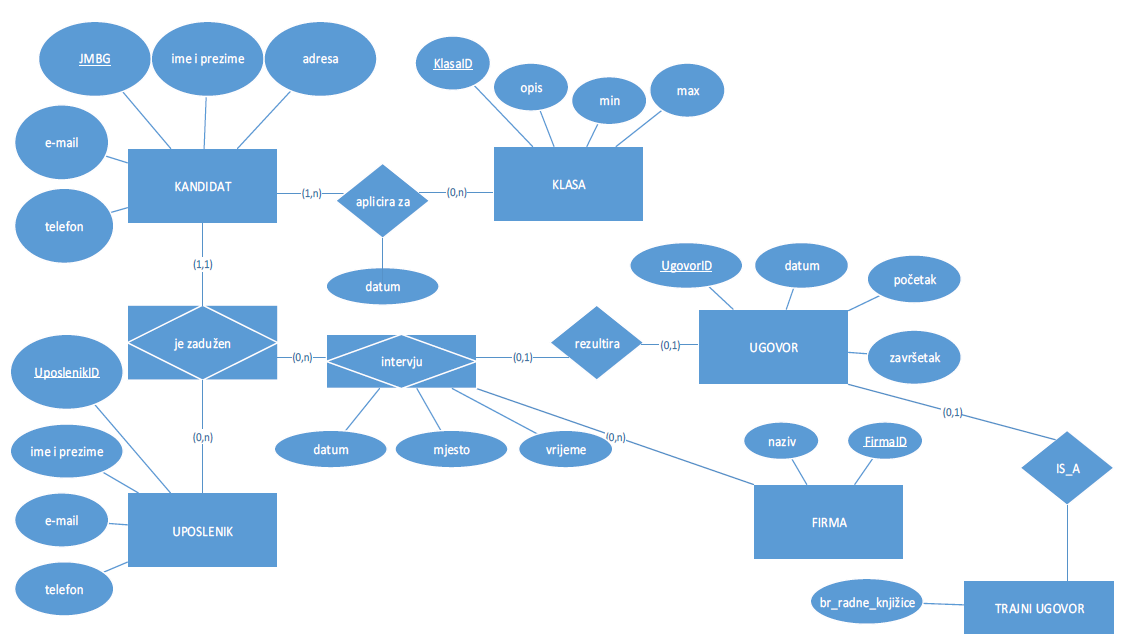 JMBG
ime i prezime
adresa
e-mail
telefon
KANDIDAT
(1,n)
aplicira za
(0,n)
datum
KlasaID
opis
min
max
KLASA
(1,1)
je zadužen
(0,n)
intervju
(0,1)
rezultira
(0,1)
UGOVOR
UgovorID
datum
početak
završetak
(0,1)
IS_A
UposlenikID
ime i prezime
e-mail
telefon
(0,n)
UPOSLENIK
datum
mjesto
vrijeme
(0,n)
naziv
FirmaID
FIRMA
br_radne_knjižice
TRAJNI UGOVOR